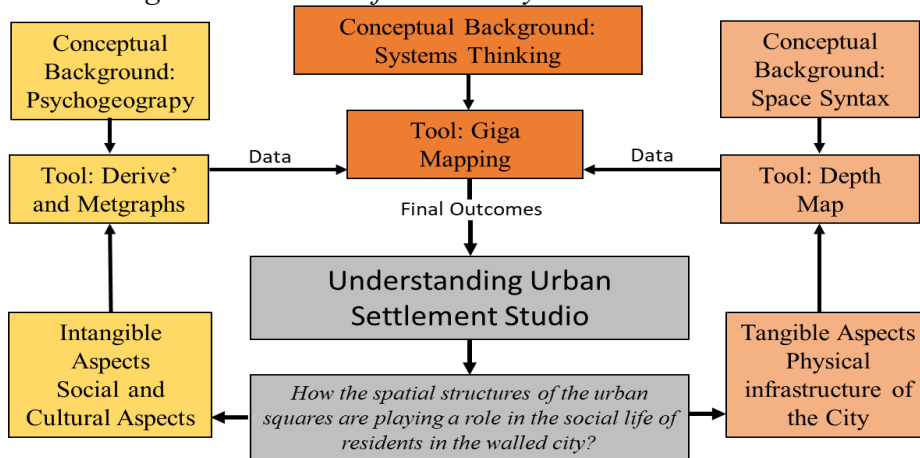 Conceptual
Background:
Psychogeograpy
Conceptual Background:
Systems Thinking
Conceptual
Background:
Space Syntax
Tool: Derive’
and Metgraphs
Data
Tool: Giga
Mapping
Data
Tool: Depth
Map
Final Outcomes
Understanding Urban
Settlement Studio
Intangible
Aspects
Social and
Cultural Aspects
How the spatial structures of the urban
squares are playing a role in the social life of
residents in the walled city?
Tangible Aspects
Physical
infrastructure of
the City